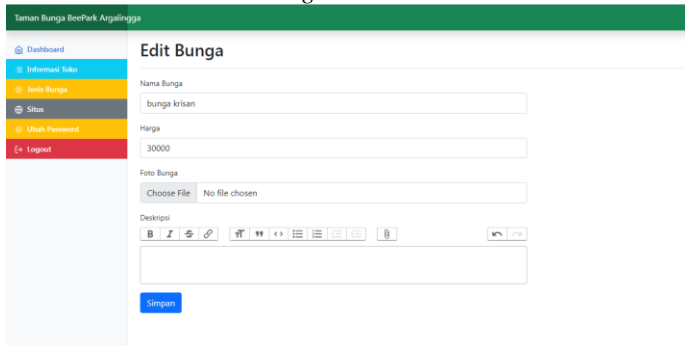 Taman Bunga BeePark Argalingga
Dashboard
Informasi Toko
Jenis Bunga
Situs
Ubah Password
Logout
Edit Bunga
Nama Bunga
bunga krisan
Harga
30000
Foto Bunga
Choose File No file chosen
Deskripsi
B I S
Simpan